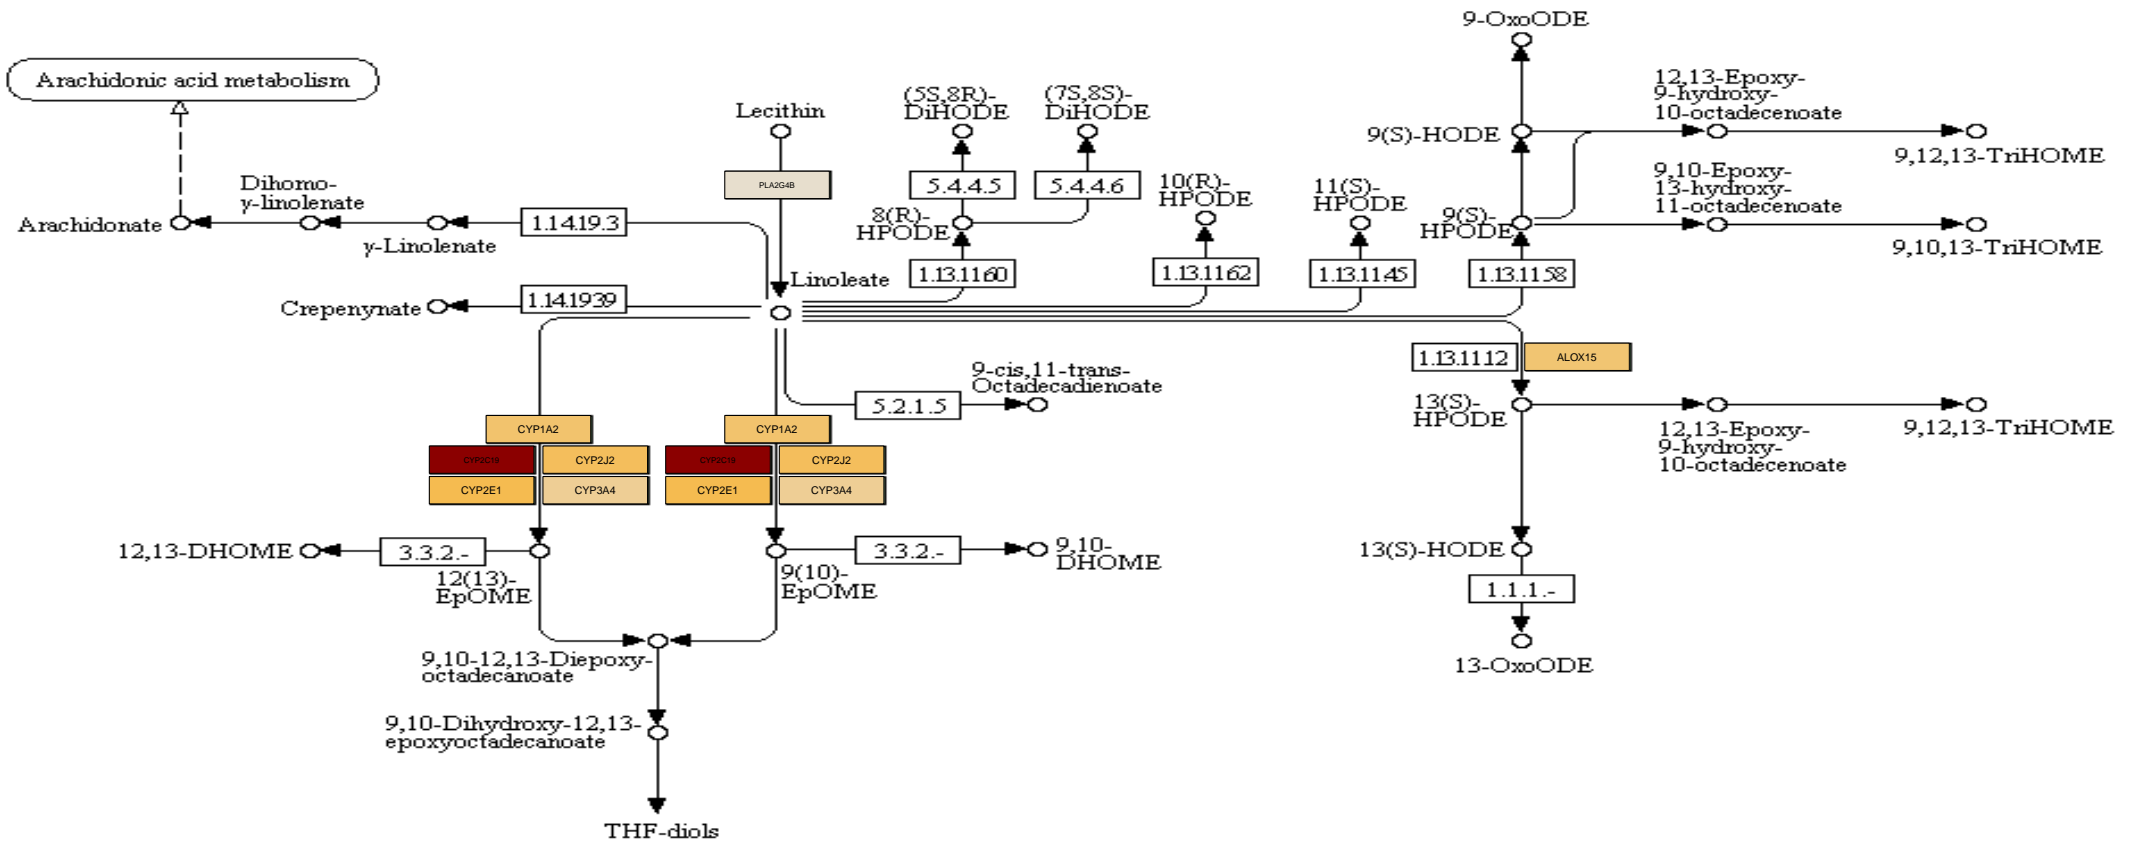 9-OxoODE
Arachidonic acid metabolism
Lecithin
(5S,8R)-
DiHODE
(7S,8S)-
DiHODE
9(S)-HODE
12,13-Epoxy-
9-hydroxy-
10-octadecenoate
9,12,13-TriHOME
PLA2G4B
5.4.4.5
5.4.4.6
10(R)-
HPODE
11(S)-
HPODE
9(S)-
HPODE
9,10-Epoxy-
13-hydroxy-
11-octadecenoate
9,10,13-TriHOME
Dihomo-
γ-linolenate
Arachidonate
γ-Linolenate
1.14.19.3
8(R)-
HPODE
Linoleate
1.13.11.60
1.13.11.62
1.13.11.45
1.13.11.58
Crepenynate
1.14.19.39
1.13.11.12
ALOX15
9-cis,11-trans-
Octadecadienoate
5.2.1.5
13(S)-
HPODE
12,13-Epoxy-
9-hydroxy-
10-octadecenoate
9,12,13-TriHOME
CYP1A2
CYP1A2
CYP2C19
CYP2J2
CYP2C19
CYP2J2
CYP2E1
CYP3A4
CYP2E1
CYP3A4
12,13-DHOME
3.3.2.-
12(13)-
EpOME
9(10)-
EpOME
3.3.2.-
9,10-
DHOME
13(S)-HODE
1.1.1.-
13-OxoODE
9,10-12,13-Diepoxy-
octadecanoate
9,10-Dihydroxy-12,13-
epoxyoctadecanoate
THF-diols